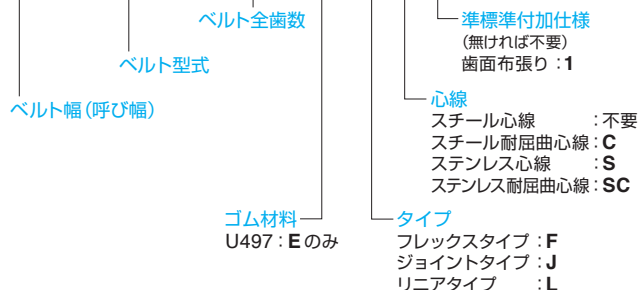 ベルト全歯数
準標準付加仕様
(無ければ不要)
歯面布張り：1
ベルト型式
ベルト幅(呼び幅)
心線
スチール心線：不要
スチール耐屈曲心線：C
ステンレス心線：S
ステンレス耐屈曲心線：SC
ゴム材料
U497：Eのみ
タイプ
フレックスタイプ：F
ジョイントタイプ：J
リニアタイプ：L